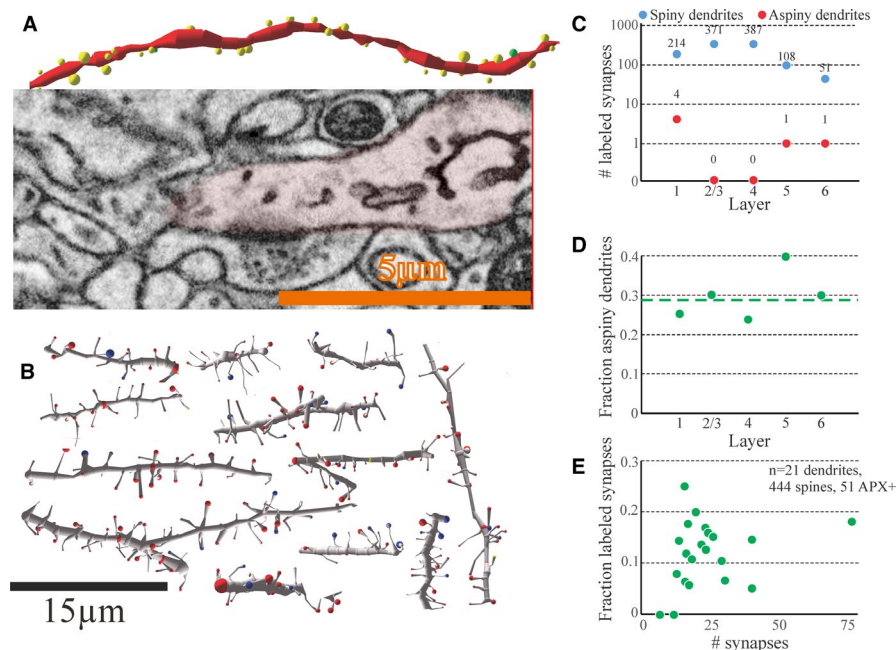 A
5µm
B
15µm
C
Spiny dendrites Aspiny dendrites
# labeled synapses
1000
100
10
1
0
214
371
387
108
51
4
0
0
1
1
1 2/3 4 5 6
Layer
D
Fraction aspiny dendrites
0.4
0.3
0.2
0.1
0
1 2/3 4 5 6
Layer
E
Fraction labeled synapses
0.3
0.2
0.1
0
n=21 dendrites,
444 spines, 51 APX+
0 25 50 75
# synapses